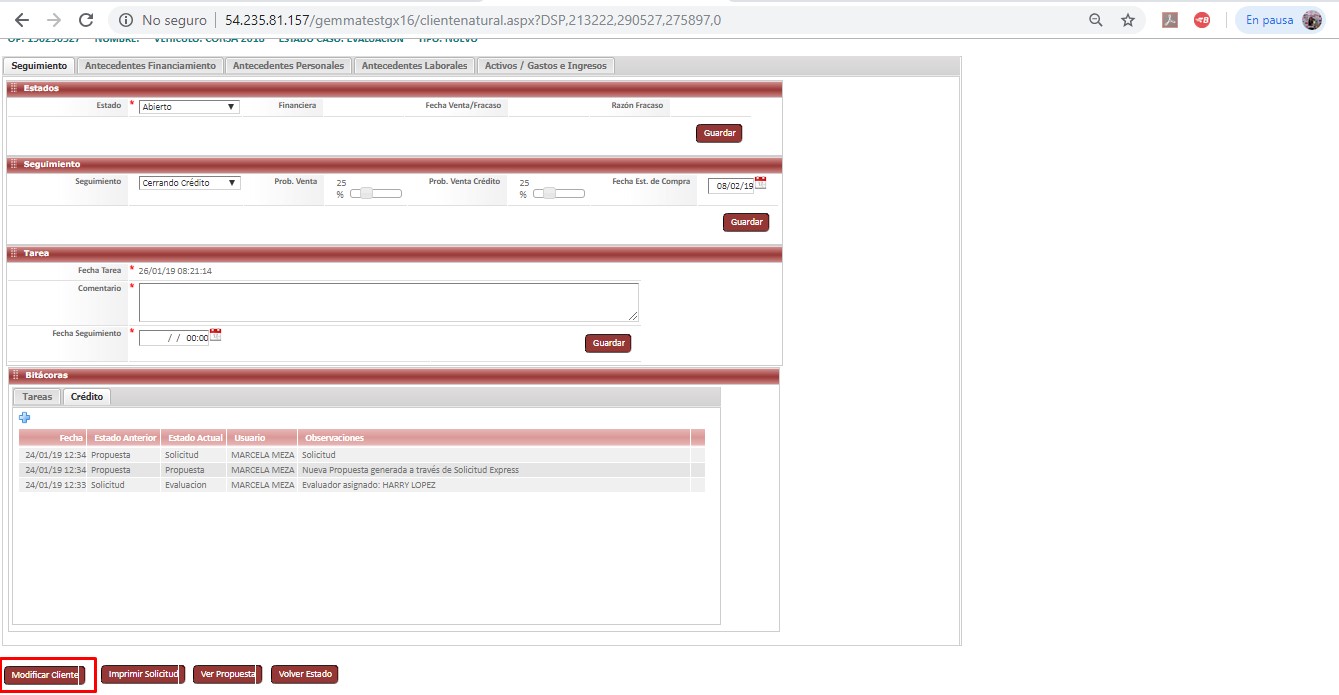 No seguro
54.235.81.157/gemmatestgx16/clientenatural.aspx?DSP,213222,290527,275897,0
En pausa
NOMBRE: VEHICULO: CORSA 2018 ESTADO CASO: EVALUACION TIPO: NUEVO
Seguimiento Antecedentes Financiamiento Antecedentes Personales Antecedentes Laborales Activos / Gastos e Ingresos
Estados
Estado * Abierto Financiera Fecha Venta/Fracaso Razón Fracaso
Guardar
Seguimiento
Seguimiento Cerrando Crédito Prob. Venta 25 % Prob. Venta Crédito 25 % Fecha Est. de Compra 08/02/19
Guardar
Tarea
Fecha Tarea * 26/01/19 08:21:14
Comentario *
Fecha Seguimiento * / / 00:00
Guardar
Bitácoras
Tareas Crédito
Fecha Estado Anterior Estado Actual Usuario Observaciones
24/01/19 12:34 Propuesta Solicitud MARCELA MEZA Solicitud
24/01/19 12:34 Propuesta Propuesta MARCELA MEZA Nueva Propuesta generada a través de Solicitud Express
24/01/19 12:33 Solicitud Evaluacion MARCELA MEZA Evaluador asignado: HARRY LOPEZ
Modificar Cliente Imprimir Solicitud Ver Propuesta Volver Estado